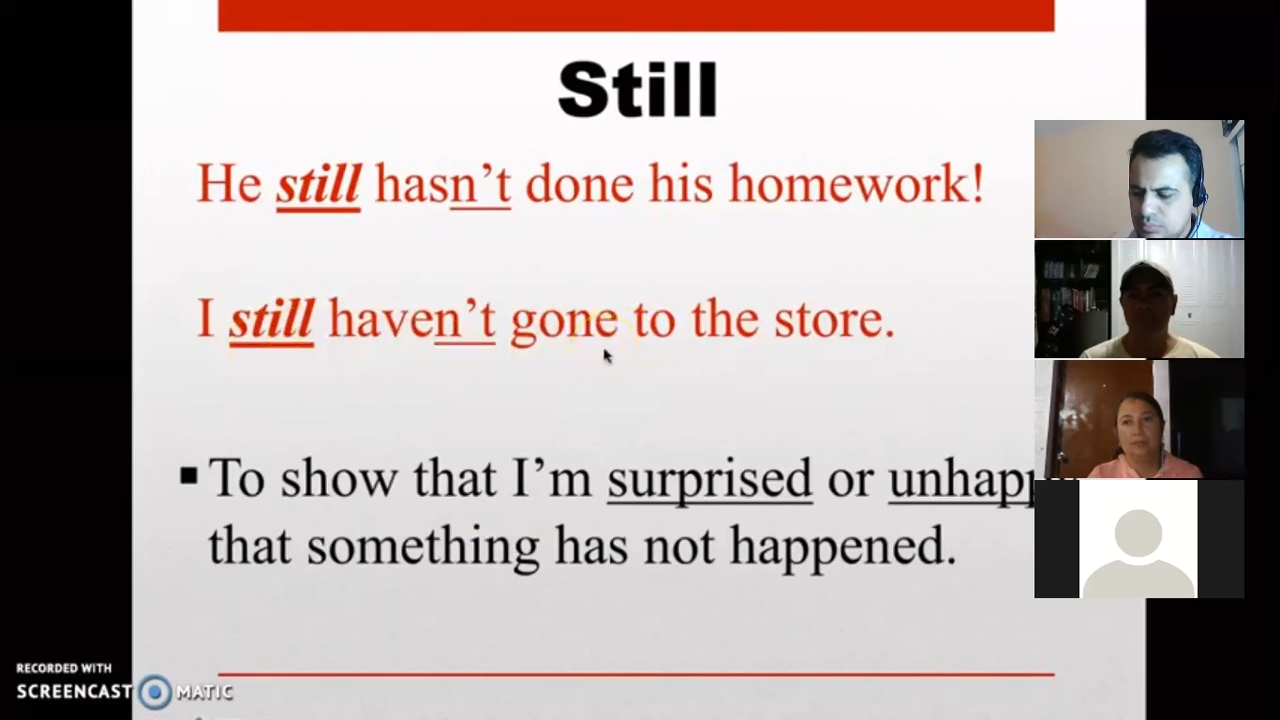 Still
He still hasn't done his homework!
I still haven't gone to the store.
▪ To show that I'm surprised or
that something has not happened.
RECORDED WITH
SCREENCAST MATIC